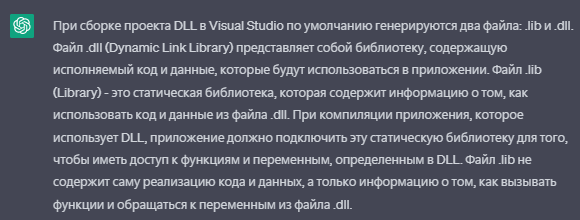 При сборке проекта DLL в Visual Studio по умолчанию генерируются два файла: .lib и .dll.
Файл .dll (Dynamic Link Library) представляет собой библиотеку, содержащую
исполняемый код и данные, которые будут использоваться в приложении. Файл .lib
(Library) - это статическая библиотека, которая содержит информацию о том, как
использовать код и данные из файла .dll. При компиляции приложения, которое
использует DLL, приложение должно подключить эту статическую библиотеку для того,
чтобы иметь доступ к функциям и переменным, определенным в DLL. Файл .lib не
содержит саму реализацию кода и данных, а только информацию о том, как вызывать
функции и обращаться к переменным из файла .dll.